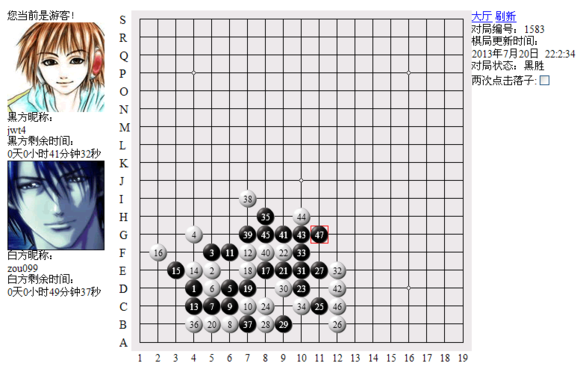 您当前是游客!
黑方昵称:
jwt4
黑方剩余时间:
0天0小时41分钟32秒
白方昵称:
zou099
白方剩余时间:
0天0小时49分钟37秒
S
R
Q
P
O
N
M
L
K
J
I 38
H 35 44
G 4 39 45 41 43 47
F 16 3 11 12 40 22 33
E 15 14 2 18 17 21 31 27 32
D 1 6 5 19 30 23 42
C 13 7 9 10 24 34 25 46
B 36 20 8 37 28 29 26
A
1 2 3 4 5 6 7 8 9 10 11 12 13 14 15 16 17 18 19
大厅 刷新
对局编号: 1583
棋局更新时间:
2013年7月20日 22:2:34
对局状态: 黑胜
两次点击落子: